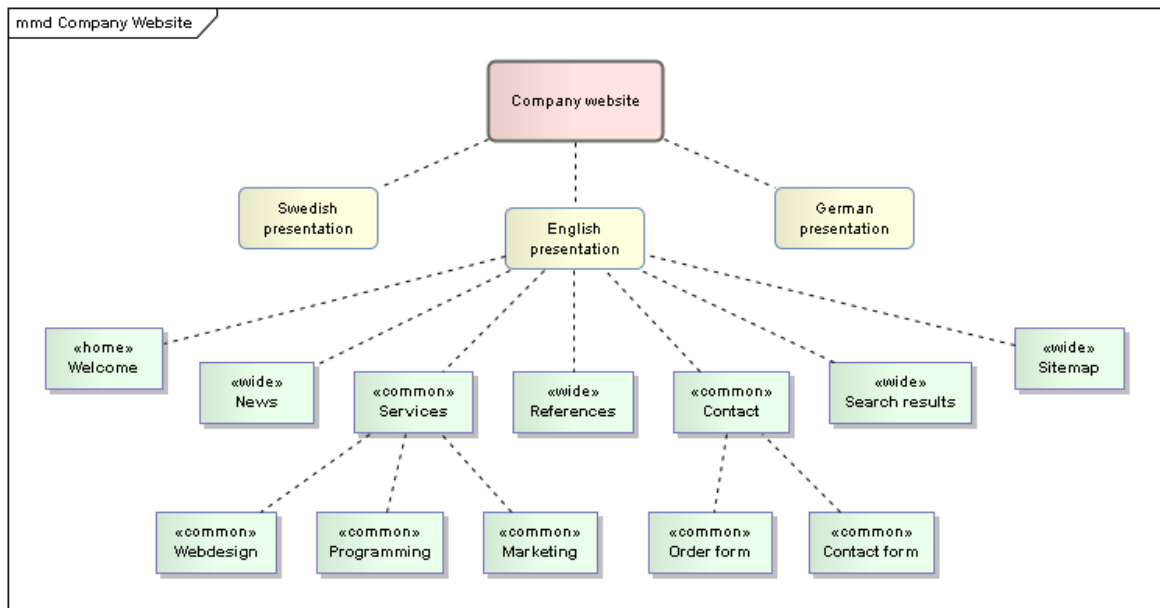 mmd Company Website
Company website
Swedish
presentation
English
presentation
German
presentation
«home»
Welcome
«wide»
News
«common»
Services
«wide»
References
«common»
Contact
«wide»
Search results
«wide»
Sitemap
«common»
Webdesign
«common»
Programming
«common»
Marketing
«common»
Order form
«common»
Contact form